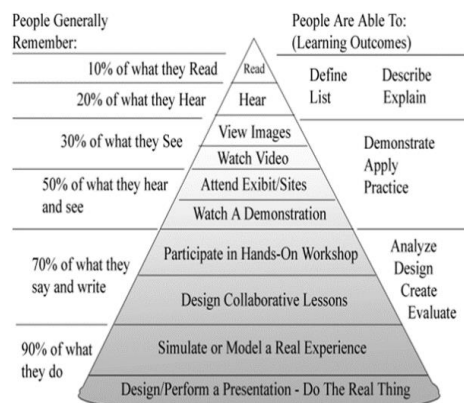 People Generally
Remember:
10% of what they Read
20% of what they Hear
30% of what they See
50% of what they hear
and see
70% of what they
say and write
90% of what
they do
Read
Hear
View Images
Watch Video
Attend Exibit/Sites
Watch A Demonstration
Participate in Hands-On Workshop
Design Collaborative Lessons
Simulate or Model a Real Experience
Design/Perform a Presentation - Do The Real Thing
People Are Able To:
(Learning Outcomes)
Define Describe
List Explain
Demonstrate
Apply
Practice
Analyze
Design
Create
Evaluate